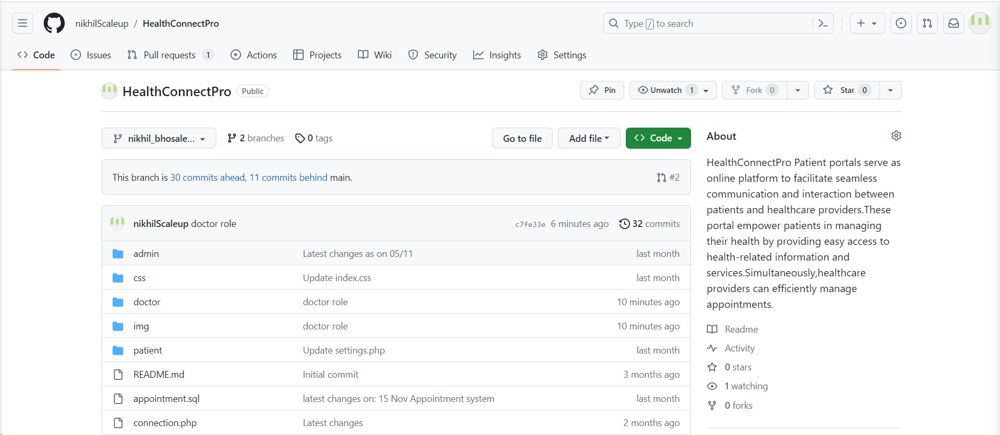 nikhilScaleup / HealthConnectPro
Type / to search
Code Issues Pull requests 1 Actions Projects Wiki Security Insights Settings
HealthConnectPro Public
Pin Unwatch 1 Fork 0 Star 0
nikhil_bhosale... 2 branches 0 tags Go to file Add file Code
This branch is 30 commits ahead, 11 commits behind main. #2
nikhilScaleup doctor role c7fe33e 6 minutes ago 32 commits
admin Latest changes as on 05/11 last month
css Update index.css last month
doctor doctor role 10 minutes ago
img doctor role 10 minutes ago
patient Update settings.php last month
README.md Initial commit 3 months ago
appointment.sql latest changes on: 15 Nov Appointment system last month
connection.php Latest changes 2 months ago
About
HealthConnectPro Patient portals serve as
online platform to facilitate seamless
communication and interaction between
patients and healthcare providers.These
portal empower patients in managing
their health by providing easy access to
health-related information and
services.Simultaneously,healthcare
providers can efficiently manage
appointments.
Readme
Activity
0 stars
1 watching
0 forks